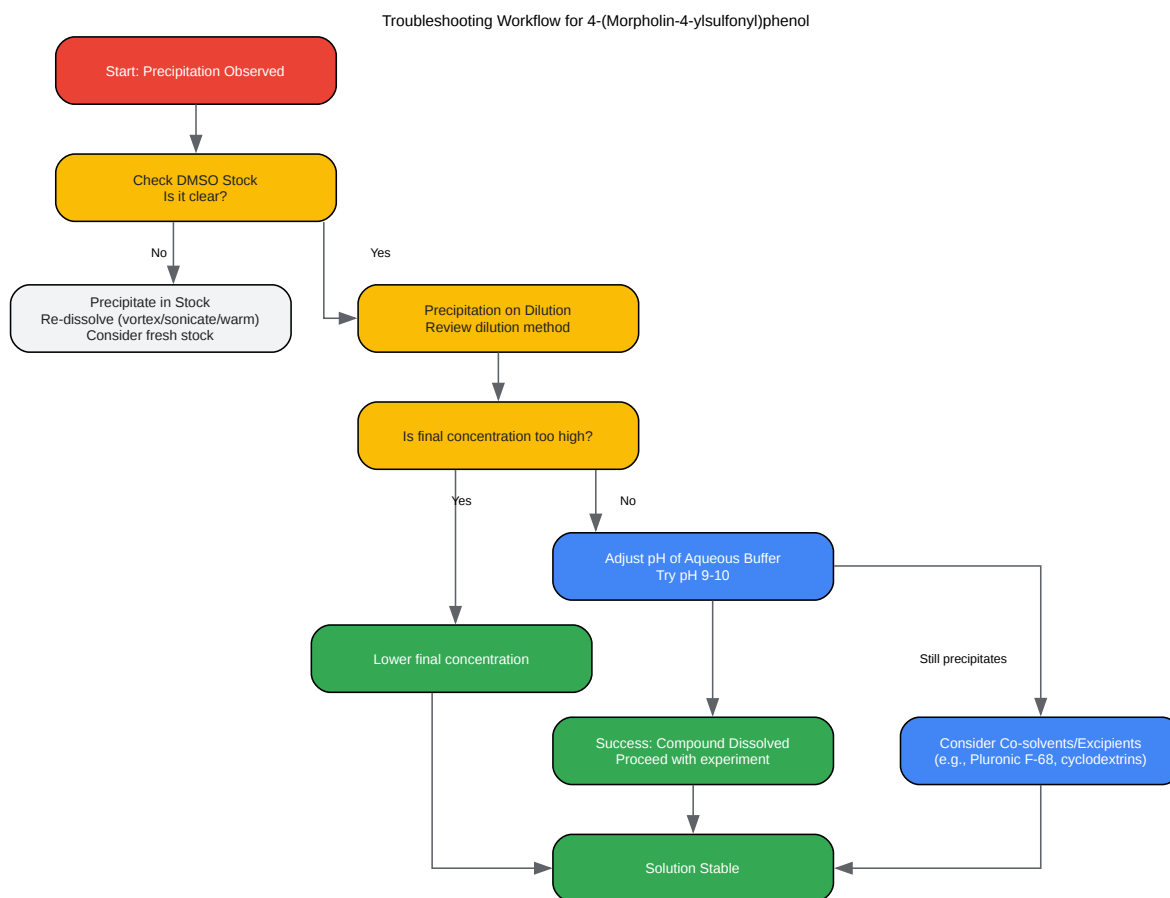 Troubleshooting Workflow for 4-(Morpholin-4-ylsulfonyl)phenol
Start: Precipitation Observed
Check DMSO Stock
Is it clear?
No
Yes
Precipitate in Stock
Re-dissolve (vortex/sonicate/warm)
Consider fresh stock
Precipitation on Dilution
Review dilution method
Is final concentration too high?
Yes
No
Adjust pH of Aqueous Buffer
Try pH 9-10
Lower final concentration
Still precipitates
Success: Compound Dissolved
Proceed with experiment
Consider Co-solvents/Excipients
(e.g., Pluronic F-68, cyclodextrins)
Solution Stable